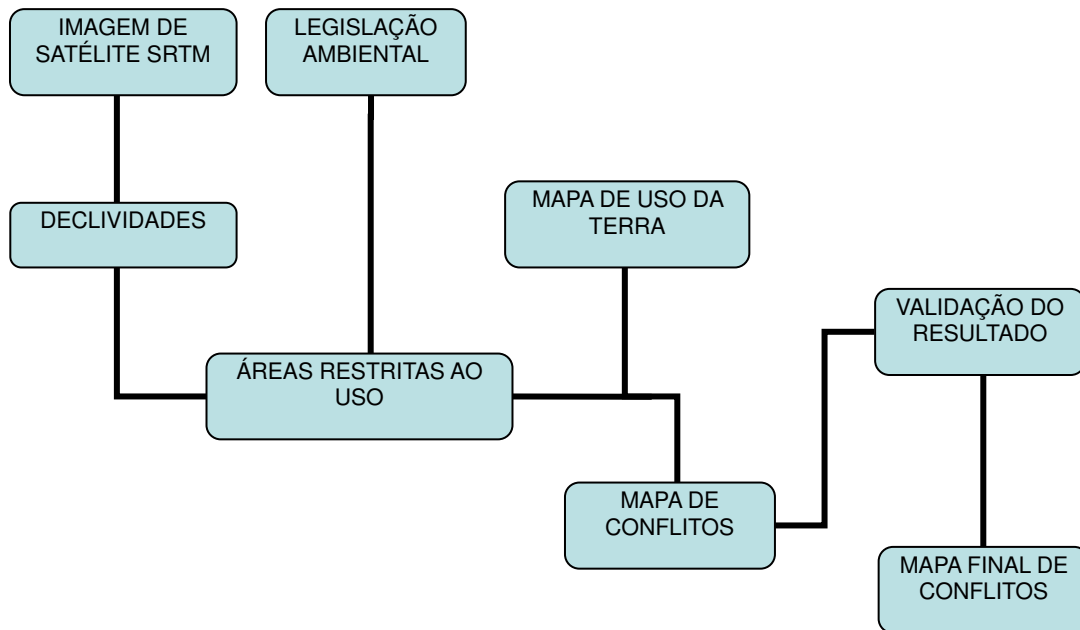 IMAGEM DE
SATÉLITE SRTM
LEGISLAÇÃO
AMBIENTAL
DECLIVIDADES
MAPA DE USO DA
TERRA
ÁREAS RESTRITAS AO
USO
VALIDAÇÃO DO
RESULTADO
MAPA DE
CONFLITOS
MAPA FINAL DE
CONFLITOS